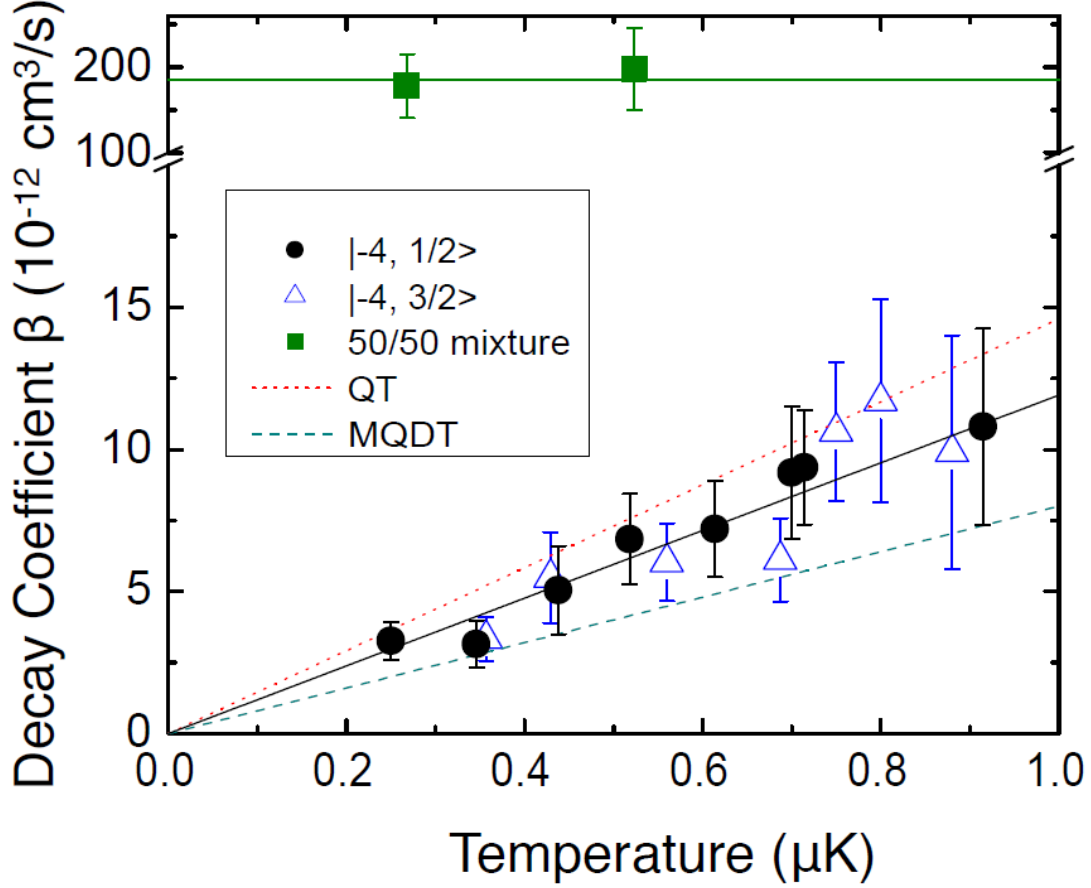 Decay Coefficient β (10⁻¹² cm³/s)
200
100
15
10
5
0
|-4, 1/2>
|-4, 3/2>
50/50 mixture
QT
MQDT
0.0 0.2 0.4 0.6 0.8 1.0
Temperature (μK)